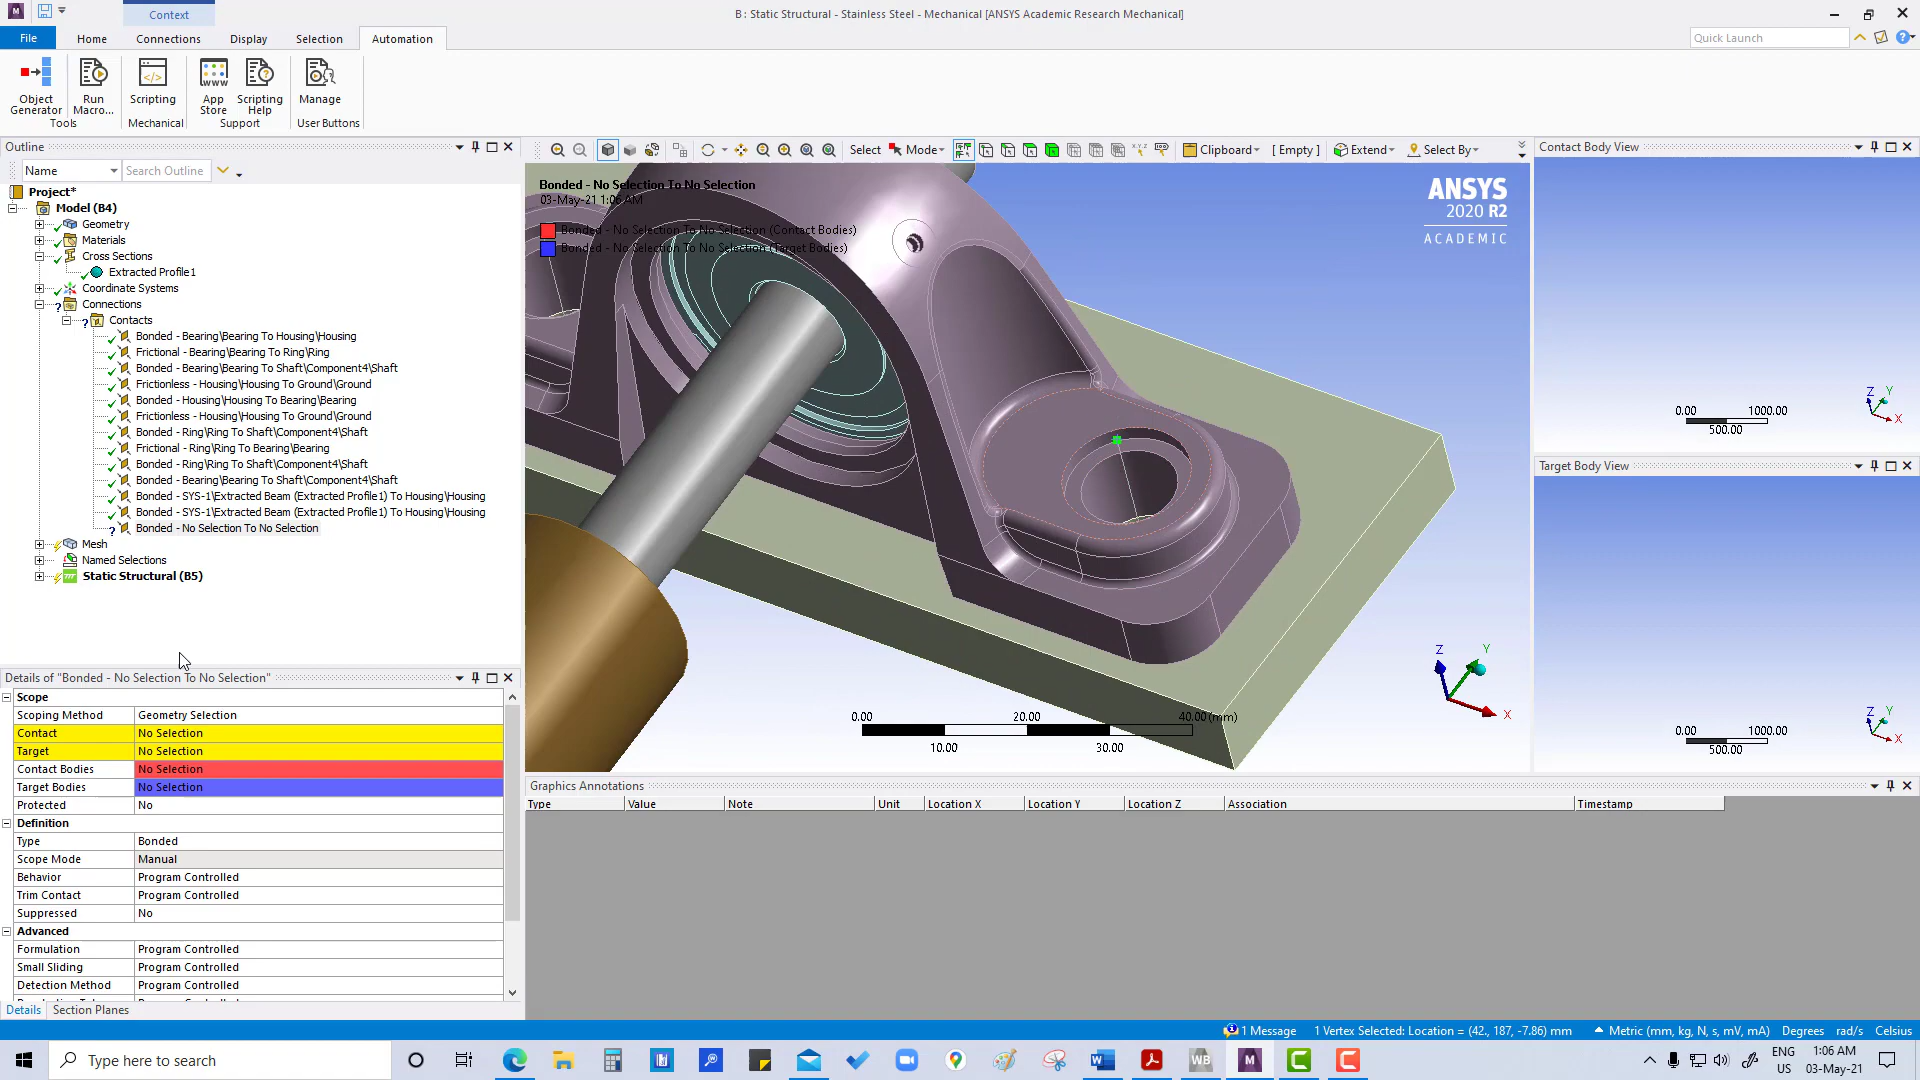 Context
B : Static Structural - Stainless Steel - Mechanical [ANSYS Academic Research Mechanical]
File
Home
Connections
Display
Selection
Automation
Quick Launch
Object Generator
Run Macro...
Scripting
App Store
Scripting Help
Manage
Tools
Mechanical
Support
User Buttons
Outline
Name
Search Outline
Project*
Model (B4)
Geometry
Materials
Cross Sections
Extracted Profile1
Coordinate Systems
Connections
Contacts
Bonded - Bearing\Bearing To Housing\Housing
Frictional - Bearing\Bearing To Ring\Ring
Bonded - Bearing\Bearing To Shaft\Component4\Shaft
Frictionless - Housing\Housing To Ground\Ground
Bonded - Housing\Housing To Bearing\Bearing
Frictionless - Housing\Housing To Ground\Ground
Bonded - Ring\Ring To Shaft\Component4\Shaft
Frictional - Ring\Ring To Bearing\Bearing
Bonded - Ring\Ring To Shaft\Component4\Shaft
Bonded - Bearing\Bearing To Shaft\Component4\Shaft
Bonded - SYS-1\Extracted Beam (Extracted Profile1) To Housing\Housing
Bonded - SYS-1\Extracted Beam (Extracted Profile1) To Housing\Housing
Bonded - No Selection To No Selection
Mesh
Named Selections
Static Structural (B5)
Details of "Bonded - No Selection To No Selection"
Scope
Scoping Method Geometry Selection
Contact No Selection
Target No Selection
Contact Bodies No Selection
Target Bodies No Selection
Protected No
Definition
Type Bonded
Scope Mode Manual
Behavior Program Controlled
Trim Contact Program Controlled
Suppressed No
Advanced
Formulation Program Controlled
Small Sliding Program Controlled
Detection Method Program Controlled
Details Section Planes
Select Mode Clipboard [ Empty ] Extend Select By
Bonded - No Selection To No Selection
03-May-21 1:06 AM
Bonded - No Selection To No Selection (Contact Bodies)
Bonded - No Selection To No Selection (Target Bodies)
ANSYS
2020 R2
ACADEMIC
0.00 20.00 40.00 (mm)
10.00 30.00
Z Y X
Contact Body View
0.00 1000.00
500.00
Z Y X
Target Body View
0.00 1000.00
500.00
Z Y X
Graphics Annotations
Type Value Note Unit Location X Location Y Location Z Association Timestamp
1 Message 1 Vertex Selected: Location = (42., 187, -7.86) mm Metric (mm, kg, N, s, mV, mA) Degrees rad/s Celsius
Type here to search
ENG
US
1:06 AM
03-May-21